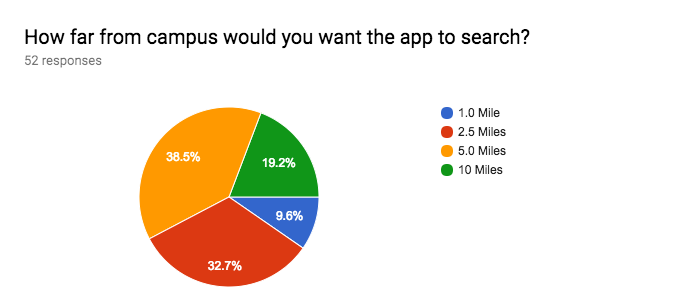 How far from campus would you want the app to search?
52 responses
1.0 Mile
2.5 Miles
5.0 Miles
10 Miles
38.5%
19.2%
9.6%
32.7%